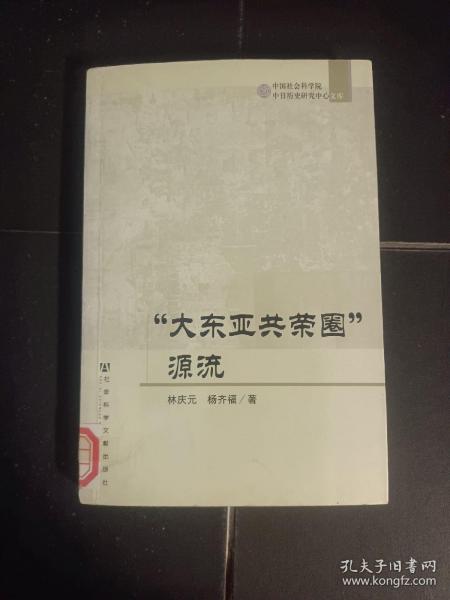 中国社会科学院
中日历史研究中心文库
“大东亚共荣圈”
源流
林庆元 杨齐福／著
社会科学文献出版社
孔夫子旧书网
www.kongfz.com